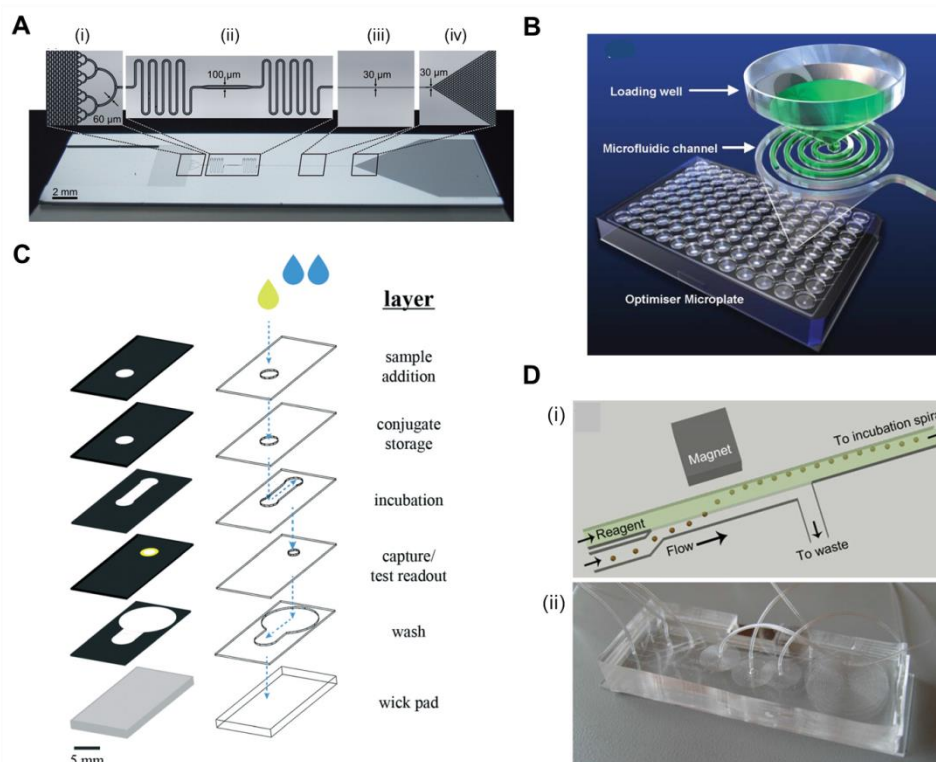 A
(i)
(ii)
(iii)
(iv)
60 µm
100 µm
30 µm
30 µm
2 mm
B
Loading well
Microfluidic channel
Optimiser Microplate
C
layer
sample
addition
conjugate
storage
incubation
capture/
test readout
wash
wick pad
5 mm
D
(i)
Magnet
To incubation spira
Reagent
Flow
To waste
(ii)